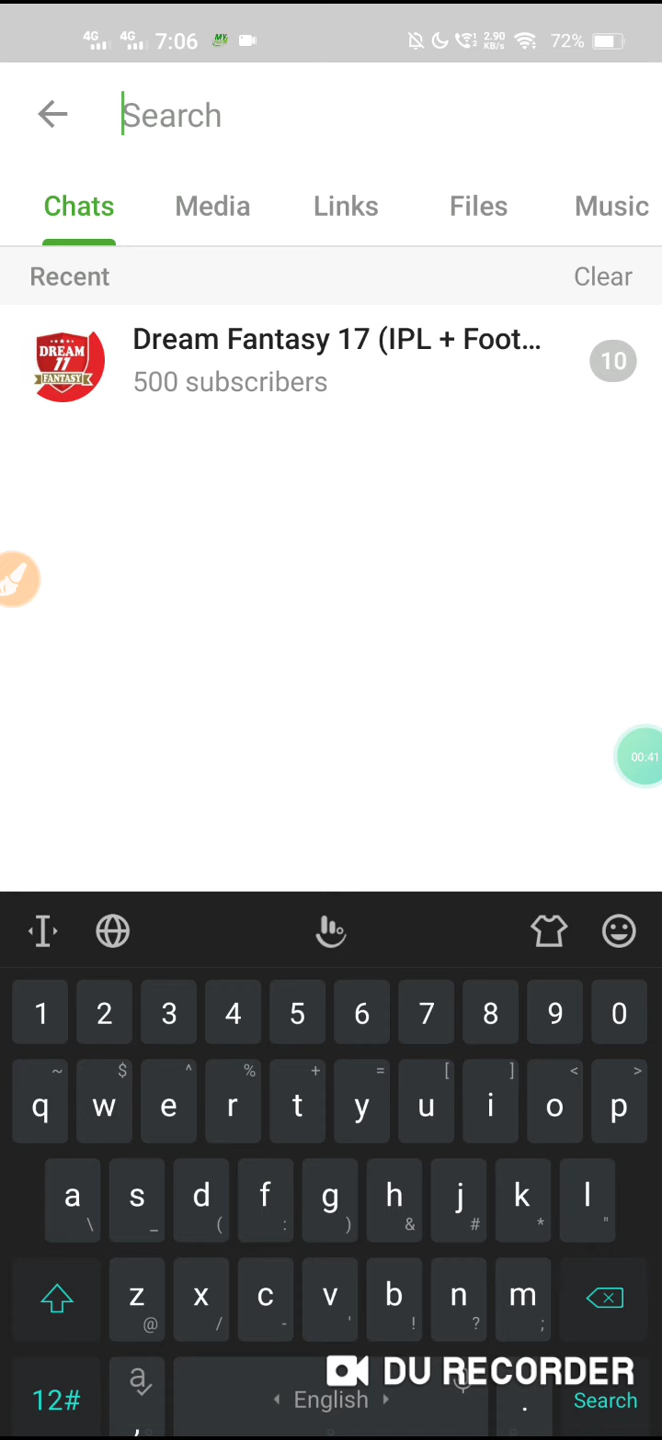 4G 4G 7:06 MY 2.90 KB/s 72%
Search
Chats Media Links Files Music
Recent Clear
DREAM 11 FANTASY
Dream Fantasy 17 (IPL + Foot...
500 subscribers
10
00:41
1 2 3 4 5 6 7 8 9 0
~ $ ^ % + = [ ] < >
q w e r t y u i o p
a s d f g h j k l
\ _ ( : ) & # * "
z x c v b n m
@ / - ' ! ? ;
DU RECORDER
12# a , English . Search